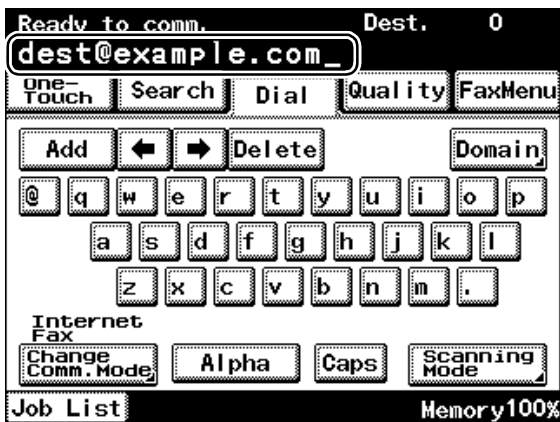 Ready to comm. Dest. 0
dest@example.com_
One-Touch Search Dial Quality FaxMenu
Add ← → Delete Domain
@ q w e r t y u i o p
a s d f g h j k l
z x c v b n m .
Internet
Fax
Change Comm.Mode Alpha Caps Scanning Mode
Job List Memory100%